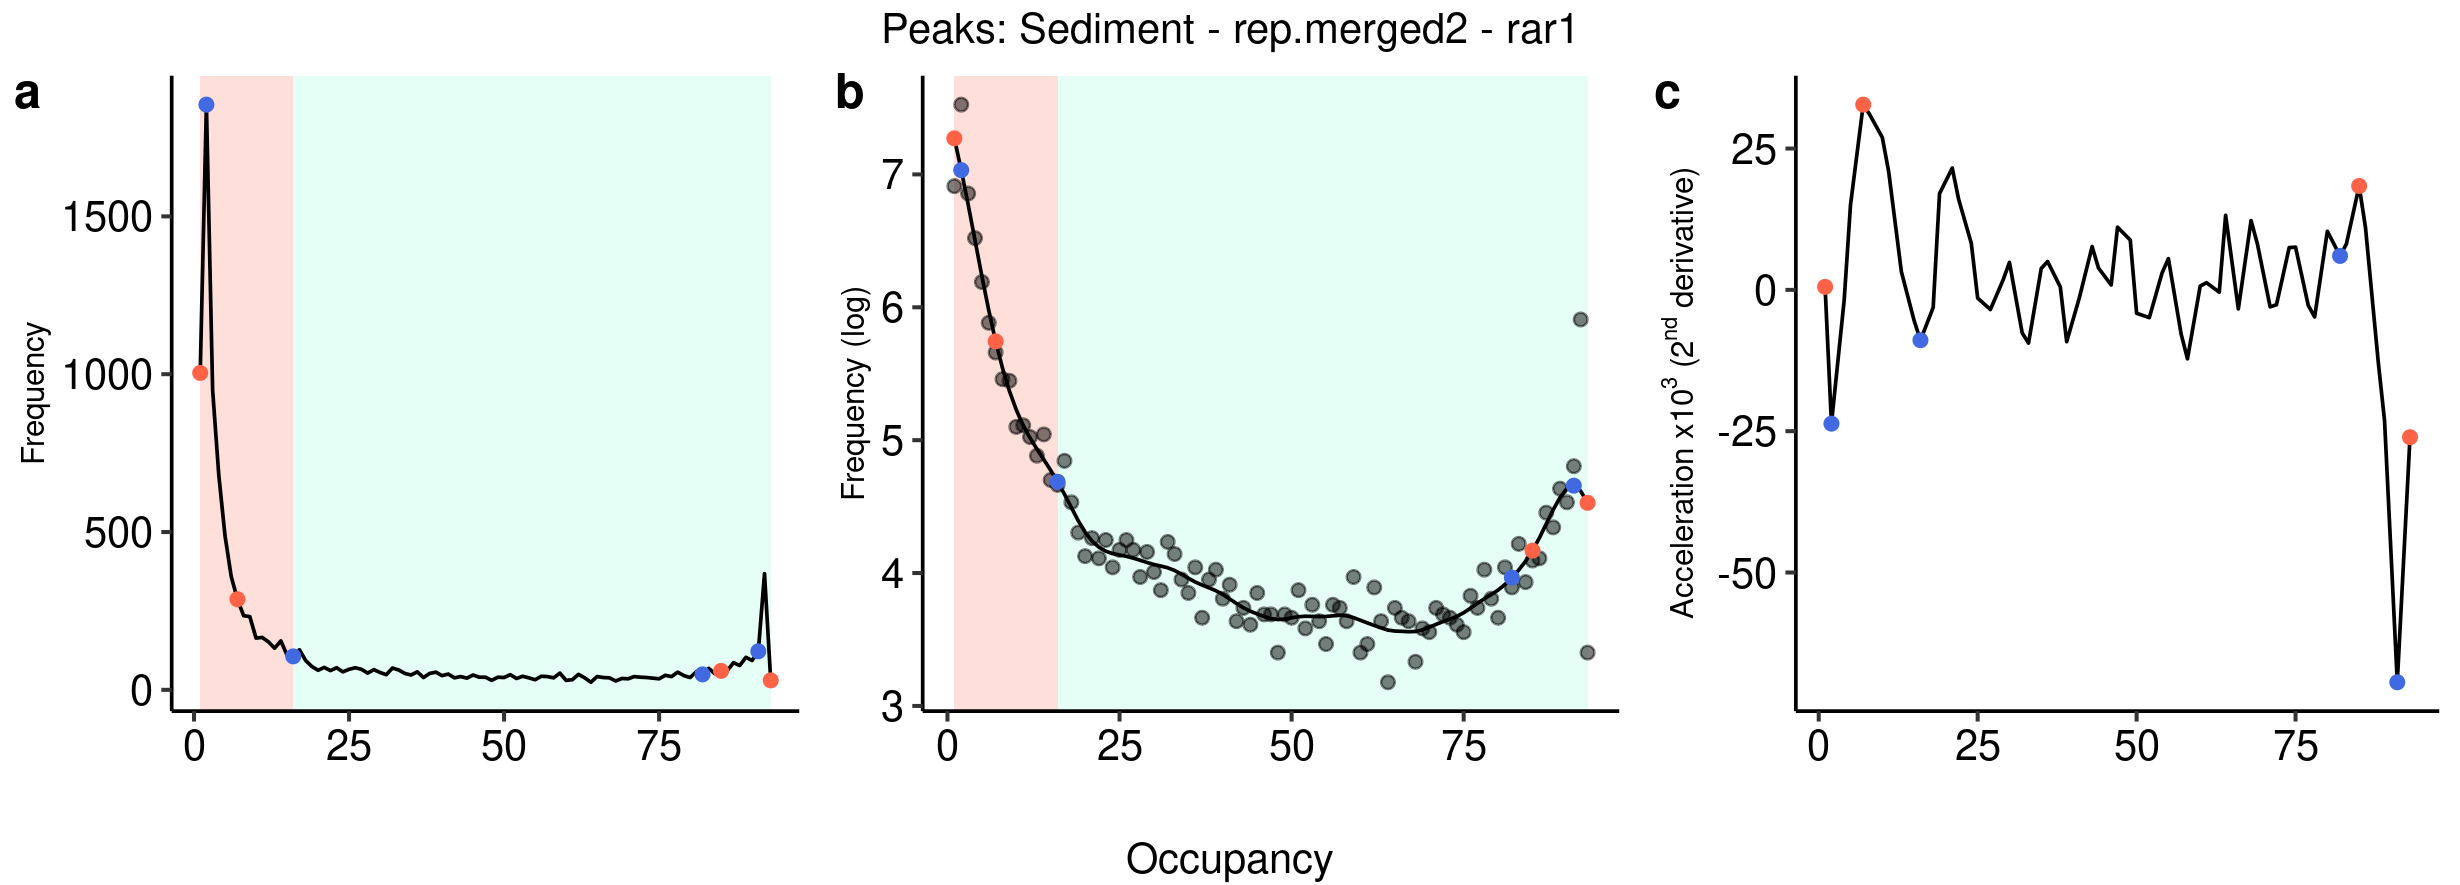 Peaks: Sediment - rep.merged2 - rar1
a
Frequency
1500
1000
500
0
0 25 50 75
b
Frequency (log)
7
6
5
4
3
0 25 50 75
c
Acceleration x10³ (2ⁿᵈ derivative)
25
0
-25
-50
0 25 50 75
Occupancy